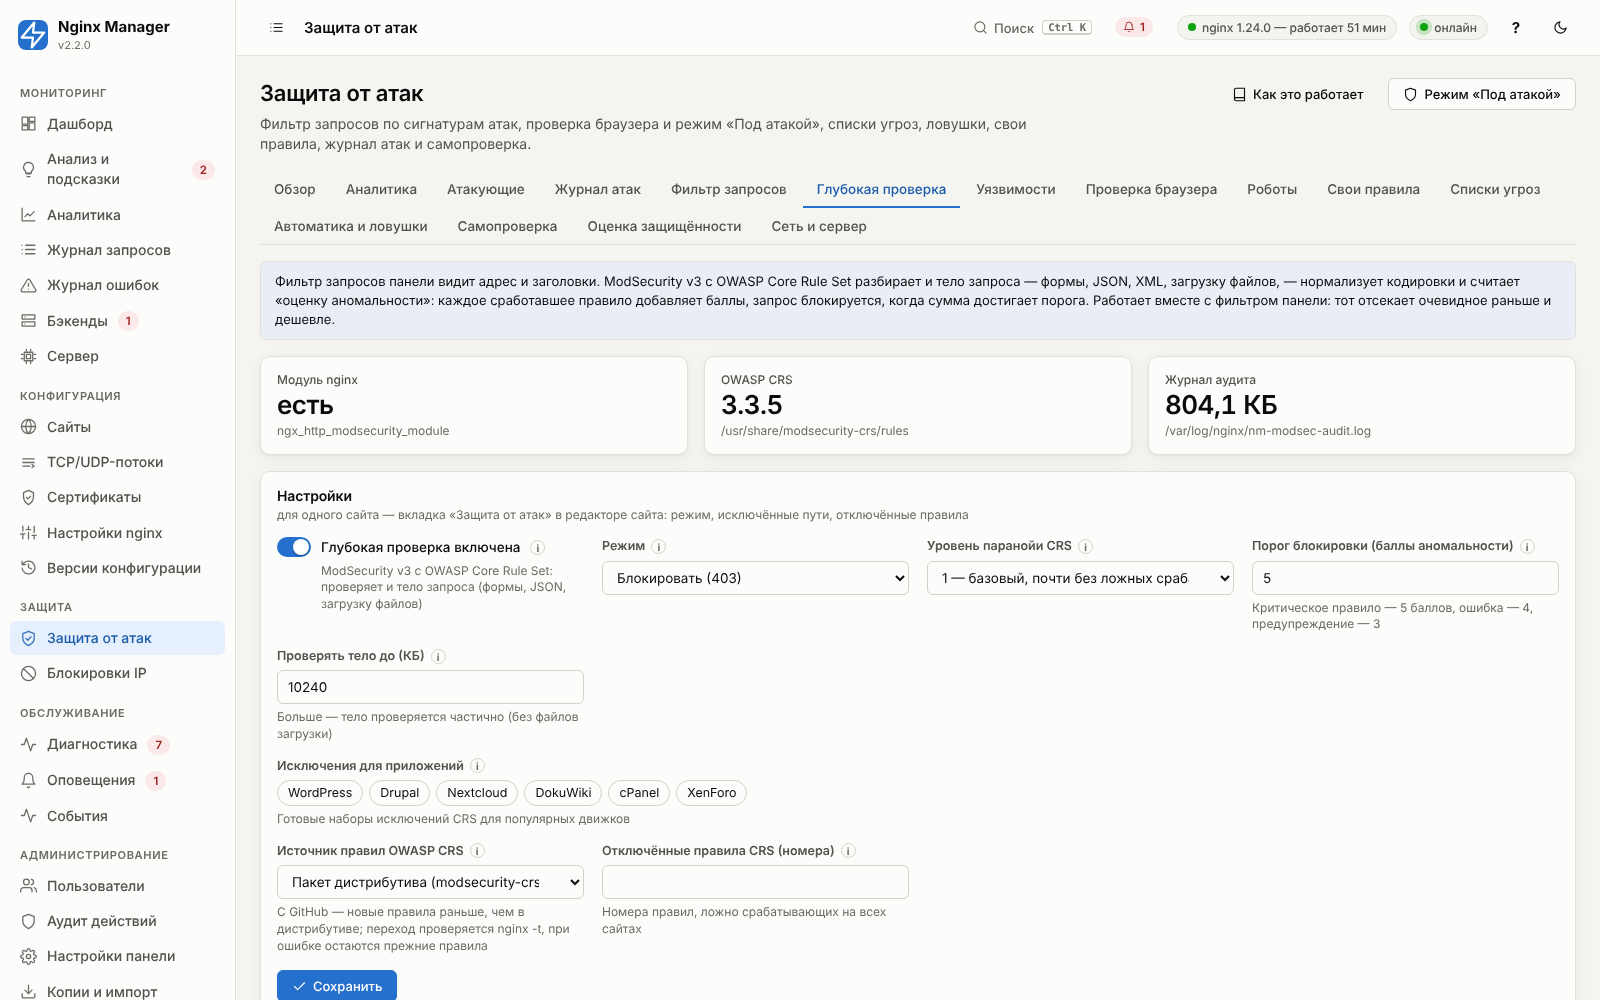 Nginx Manager
v2.2.0
МОНИТОРИНГ
Дашборд
Анализ и
подсказки
2
Аналитика
Журнал запросов
Журнал ошибок
Бэкенды 1
Сервер
КОНФИГУРАЦИЯ
Сайты
TCP/UDP-потоки
Сертификаты
Настройки nginx
Версии конфигурации
ЗАЩИТА
Защита от атак
Блокировки IP
ОБСЛУЖИВАНИЕ
Диагностика 7
Оповещения 1
События
АДМИНИСТРИРОВАНИЕ
Пользователи
Аудит действий
Настройки панели
Копии и импорт
Защита от атак
Поиск Ctrl K
1
nginx 1.24.0 — работает 51 мин
онлайн
?
Защита от атак
Как это работает
Режим «Под атакой»
Фильтр запросов по сигнатурам атак, проверка браузера и режим «Под атакой», списки угроз, ловушки, свои
правила, журнал атак и самопроверка.
Обзор Аналитика Атакующие Журнал атак Фильтр запросов Глубокая проверка Уязвимости Проверка браузера Роботы Свои правила Списки угроз
Автоматика и ловушки Самопроверка Оценка защищённости Сеть и сервер
Фильтр запросов панели видит адрес и заголовки. ModSecurity v3 с OWASP Core Rule Set разбирает и тело запроса — формы, JSON, XML, загрузку файлов, — нормализует кодировки и считает
«оценку аномальности»: каждое сработавшее правило добавляет баллы, запрос блокируется, когда сумма достигает порога. Работает вместе с фильтром панели: тот отсекает очевидное раньше и
дешевле.
Модуль nginx
есть
ngx_http_modsecurity_module
OWASP CRS
3.3.5
/usr/share/modsecurity-crs/rules
Журнал аудита
804,1 КБ
/var/log/nginx/nm-modsec-audit.log
Настройки
для одного сайта — вкладка «Защита от атак» в редакторе сайта: режим, исключённые пути, отключённые правила
Глубокая проверка включена i
ModSecurity v3 с OWASP Core Rule Set:
проверяет и тело запроса (формы, JSON,
загрузку файлов)
Режим i
Блокировать (403)
Уровень паранойи CRS i
1 — базовый, почти без ложных сраб
Порог блокировки (баллы аномальности) i
5
Критическое правило — 5 баллов, ошибка — 4,
предупреждение — 3
Проверять тело до (КБ) i
10240
Больше — тело проверяется частично (без файлов
загрузки)
Исключения для приложений i
WordPress Drupal Nextcloud DokuWiki cPanel XenForo
Готовые наборы исключений CRS для популярных движков
Источник правил OWASP CRS i
Пакет дистрибутива (modsecurity-crs
С GitHub — новые правила раньше, чем в
дистрибутиве; переход проверяется nginx -t, при
ошибке остаются прежние правила
Отключённые правила CRS (номера) i
Номера правил, ложно срабатывающих на всех
сайтах
Сохранить